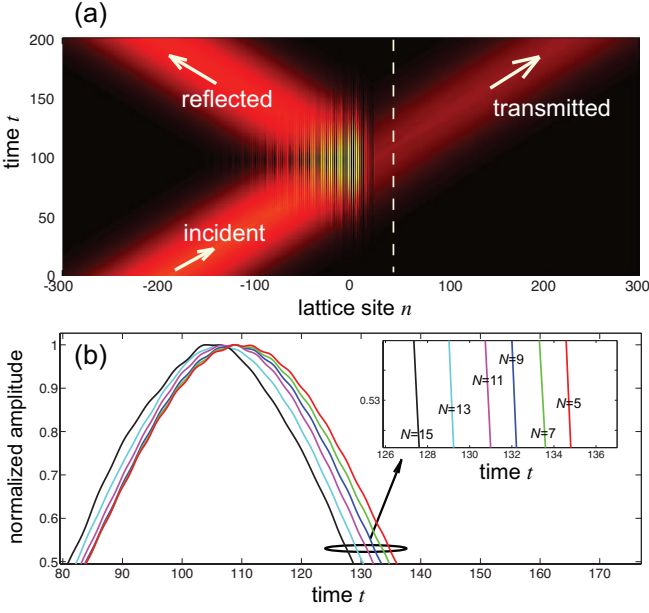 (a)
200
150
100
50
0
time t
reflected
transmitted
incident
-300
-200
-100
0
100
200
300
lattice site n
(b)
1
0.9
0.8
0.7
0.6
0.5
normalized amplitude
80
90
100
110
120
130
140
150
160
170
time t
0.53
N=15
N=13
N=11
N=9
N=7
N=5
126
128
130
132
134
136
time t